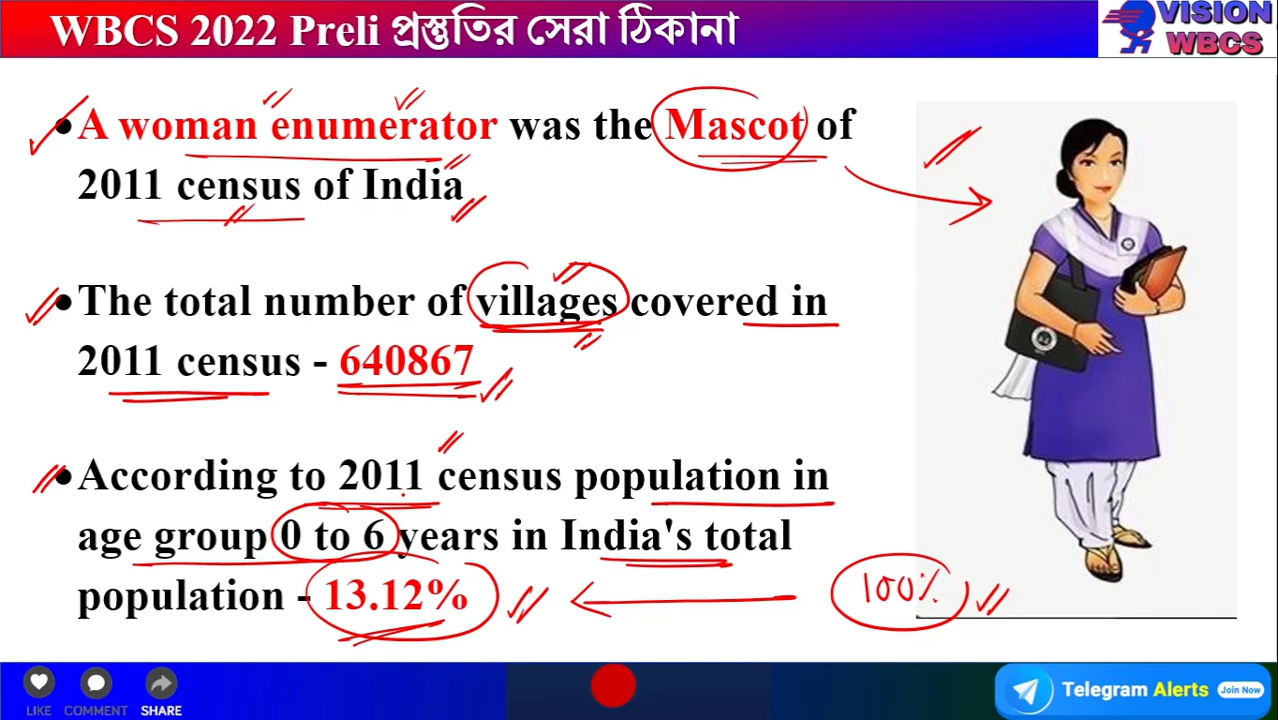 WBCS 2022 Preli প্রস্তুতির সেরা ঠিকানা
VISION
WBCS
• A woman enumerator was the Mascot of
2011 census of India
• The total number of villages covered in
2011 census - 640867
• According to 2011 census population in
age group 0 to 6 years in India's total
population - 13.12%
100%
LIKE COMMENT SHARE
Telegram Alerts Join Now